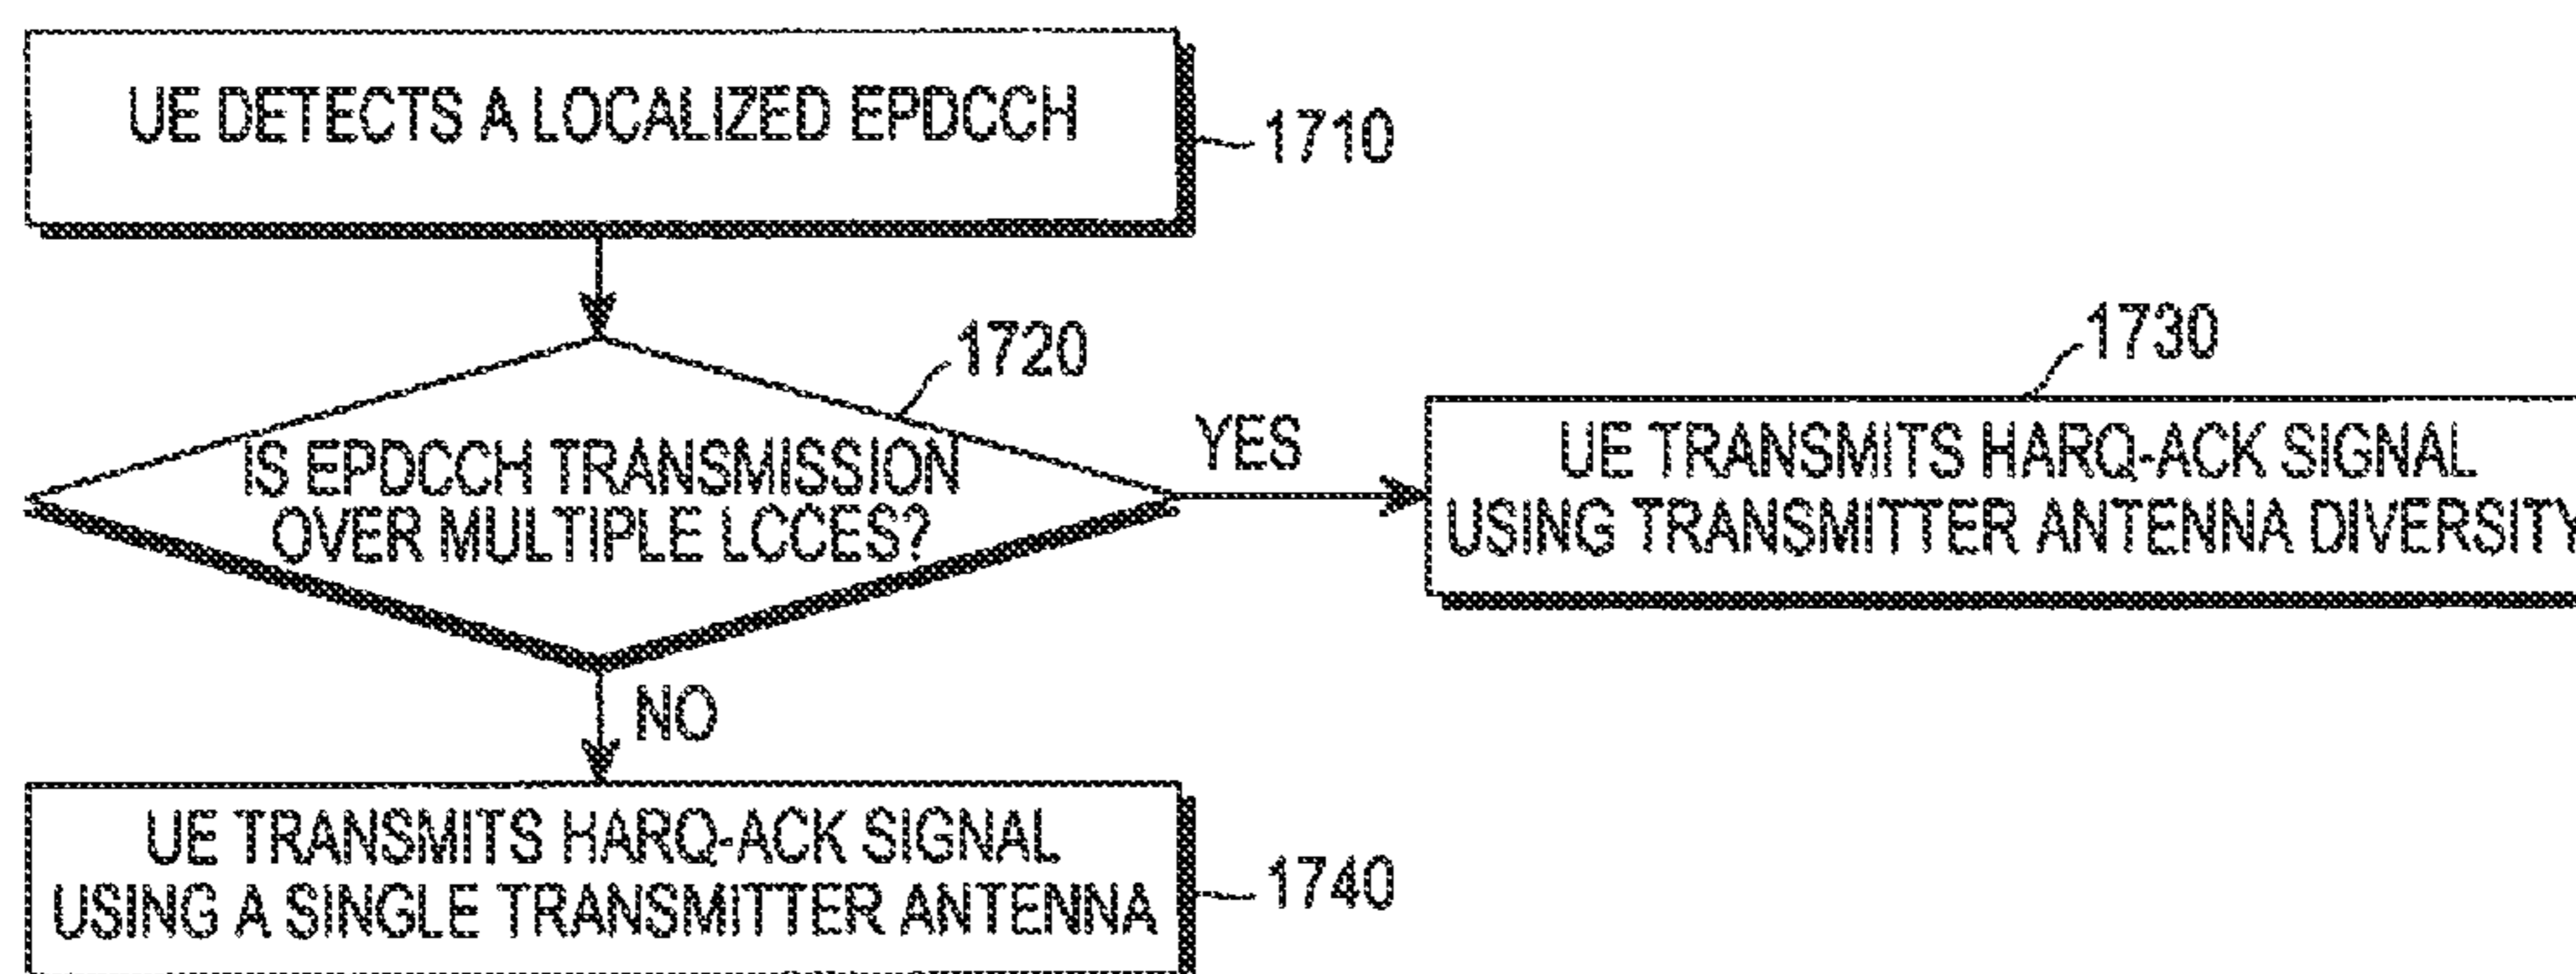 UE DETECTS A LOCALIZED EPDCCH
1710
1720
IS EPDCCH TRANSMISSION
OVER MULTIPLE LCCES?
YES
1730
UE TRANSMITS HARQ-ACK SIGNAL
USING TRANSMITTER ANTENNA DIVERSITY
NO
UE TRANSMITS HARQ-ACK SIGNAL
USING A SINGLE TRANSMITTER ANTENNA
1740